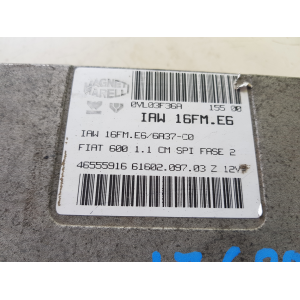 MAGNETI
MARELLI
0VL03F36A 155 00
IAW 16FM.E6
IAW 16FM.E6/6A37-C0
FIAT 600 1.1 CM SPI FASE 2
46555916 61602.097.03 Z 12V